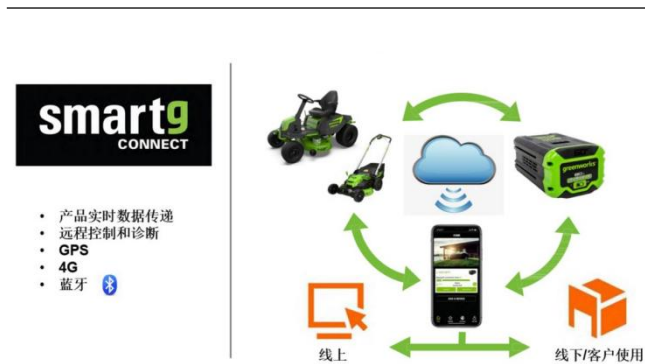 smartg
CONNECT
• 产品实时数据传递
• 远程控制和诊断
• GPS
• 4G
• 蓝牙
greenworks
线上
线下/客户使用